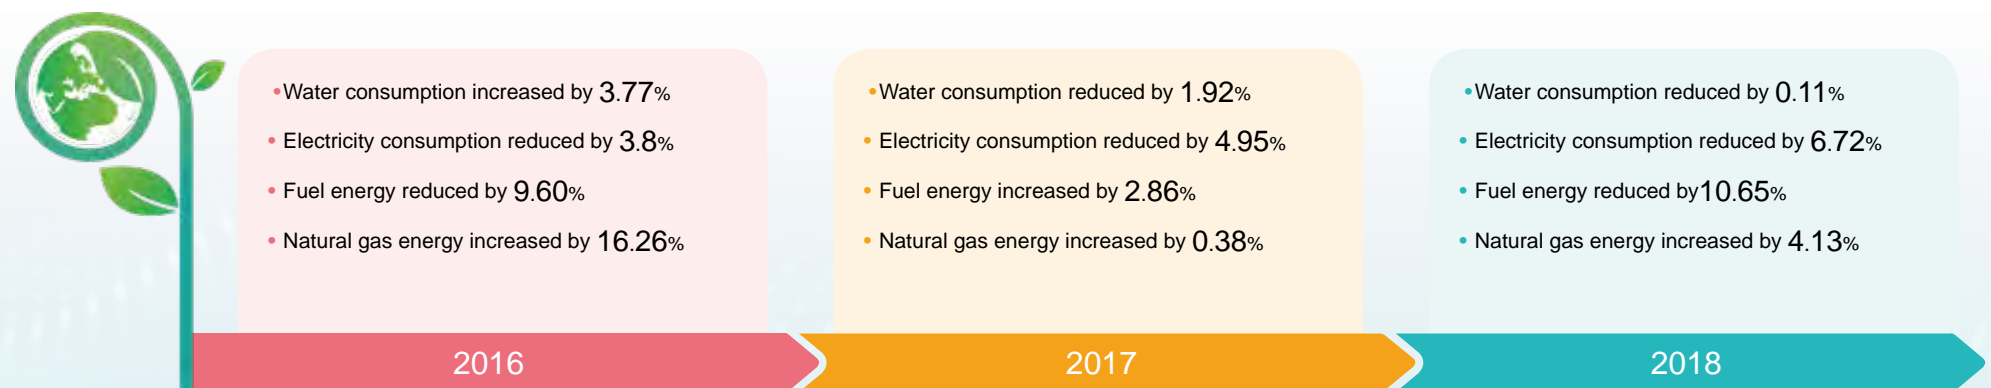 •Water consumption increased by 3.77%
• Electricity consumption reduced by 3.8%
• Fuel energy reduced by 9.60%
• Natural gas energy increased by 16.26%
2016
•Water consumption reduced by 1.92%
• Electricity consumption reduced by 4.95%
• Fuel energy increased by 2.86%
• Natural gas energy increased by 0.38%
2017
•Water consumption reduced by 0.11%
• Electricity consumption reduced by 6.72%
• Fuel energy reduced by10.65%
• Natural gas energy increased by 4.13%
2018